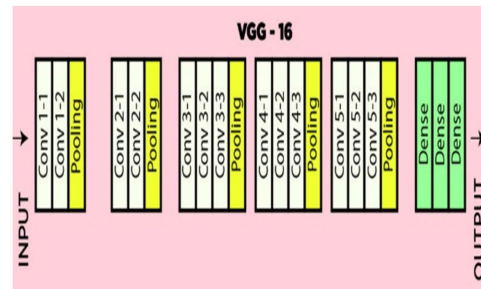 VGG - 16
INPUT
Conv 1-1
Conv 1-2
Pooling
Conv 2-1
Conv 2-2
Pooling
Conv 3-1
Conv 3-2
Conv 3-3
Pooling
Conv 4-1
Conv 4-2
Conv 4-3
Pooling
Conv 5-1
Conv 5-2
Conv 5-3
Pooling
Dense
Dense
Dense
OUTPUT